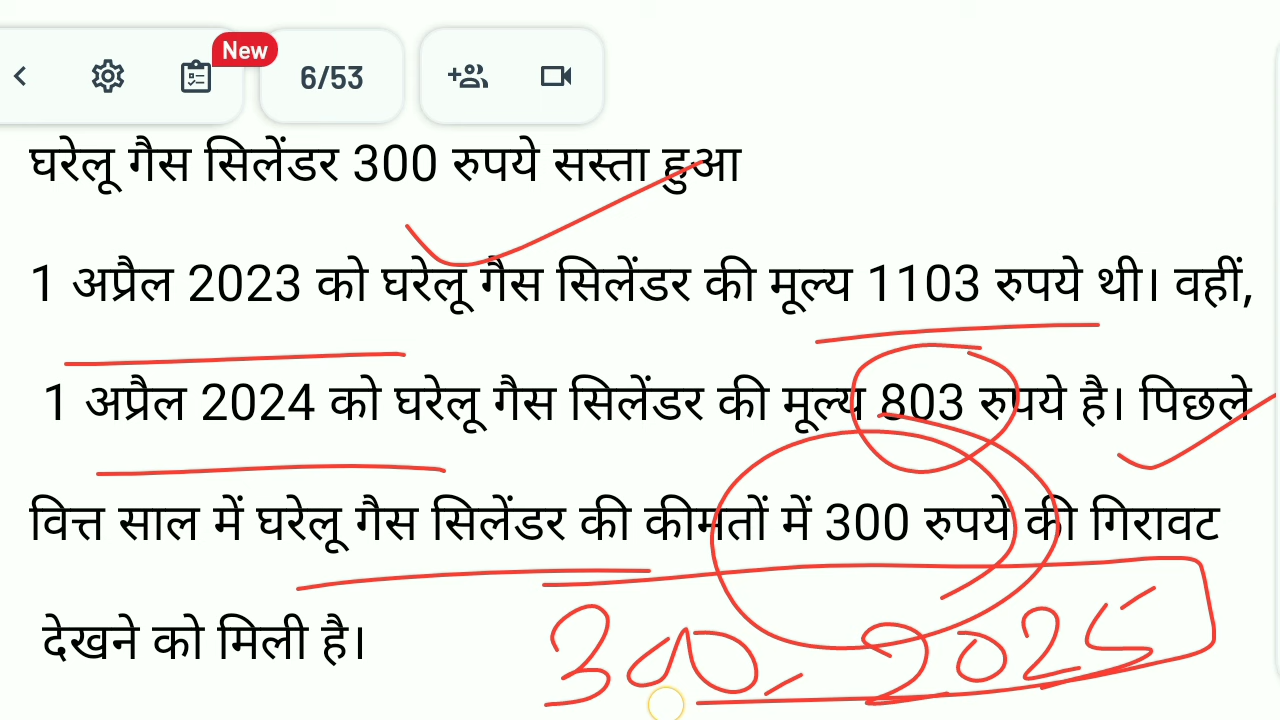 New
6/53
घरेलू गैस सिलेंडर 300 रुपये सस्ता हुआ
1 अप्रैल 2023 को घरेलू गैस सिलेंडर की मूल्य 1103 रुपये थी। वहीं,
1 अप्रैल 2024 को घरेलू गैस सिलेंडर की मूल्य 803 रुपये है। पिछले
वित्त साल में घरेलू गैस सिलेंडर की कीमतों में 300 रुपये की गिरावट
देखने को मिली है।
300, 2025